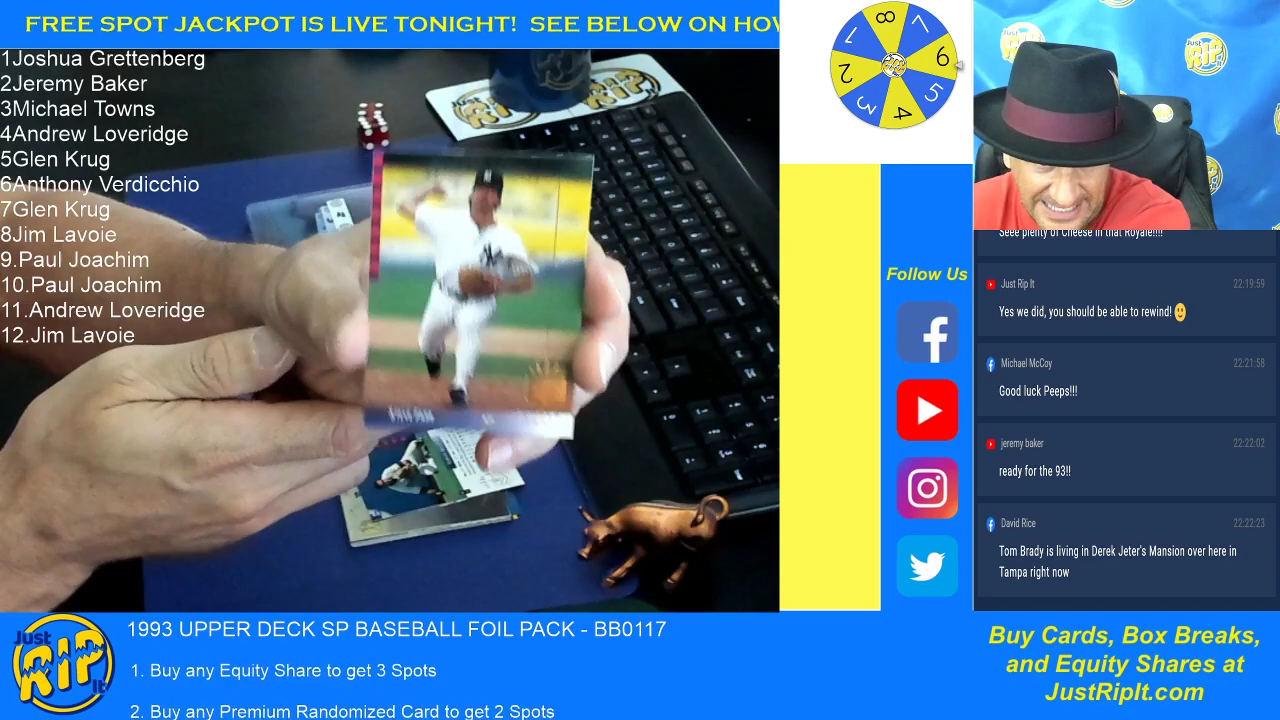 FREE SPOT JACKPOT IS LIVE TONIGHT! SEE BELOW ON HOW
1Joshua Grettenberg
2Jeremy Baker
3Michael Towns
4Andrew Loveridge
5Glen Krug
6Anthony Verdicchio
7Glen Krug
8Jim Lavoie
9.Paul Joachim
10.Paul Joachim
11.Andrew Loveridge
12.Jim Lavoie
8
7
6
5
4
3
2
1
Just
RIP
Seee plenty of Cheese in that Royale!!!!
Just Rip It
22:19:59
Yes we did, you should be able to rewind!
Michael McCoy
22:21:58
Good luck Peeps!!!
jeremy baker
22:22:02
ready for the 93!!
David Rice
22:22:23
Tom Brady is living in Derek Jeter's Mansion over here in
Tampa right now
Follow Us
Just
RIP
It
1993 UPPER DECK SP BASEBALL FOIL PACK - BB0117
1. Buy any Equity Share to get 3 Spots
2. Buy any Premium Randomized Card to get 2 Spots
Buy Cards, Box Breaks,
and Equity Shares at
JustRipIt.com